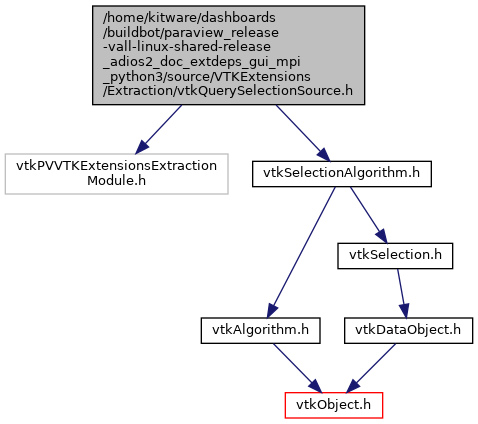 /home/kitware/dashboards
/buildbot/paraview_release
-vall-linux-shared-release
_adios2_doc_extdeps_gui_mpi
_python3/source/VTKExtensions
/Extraction/vtkQuerySelectionSource.h
vtkPVVTKExtensionsExtraction
Module.h
vtkSelectionAlgorithm.h
vtkSelection.h
vtkAlgorithm.h
vtkDataObject.h
vtkObject.h